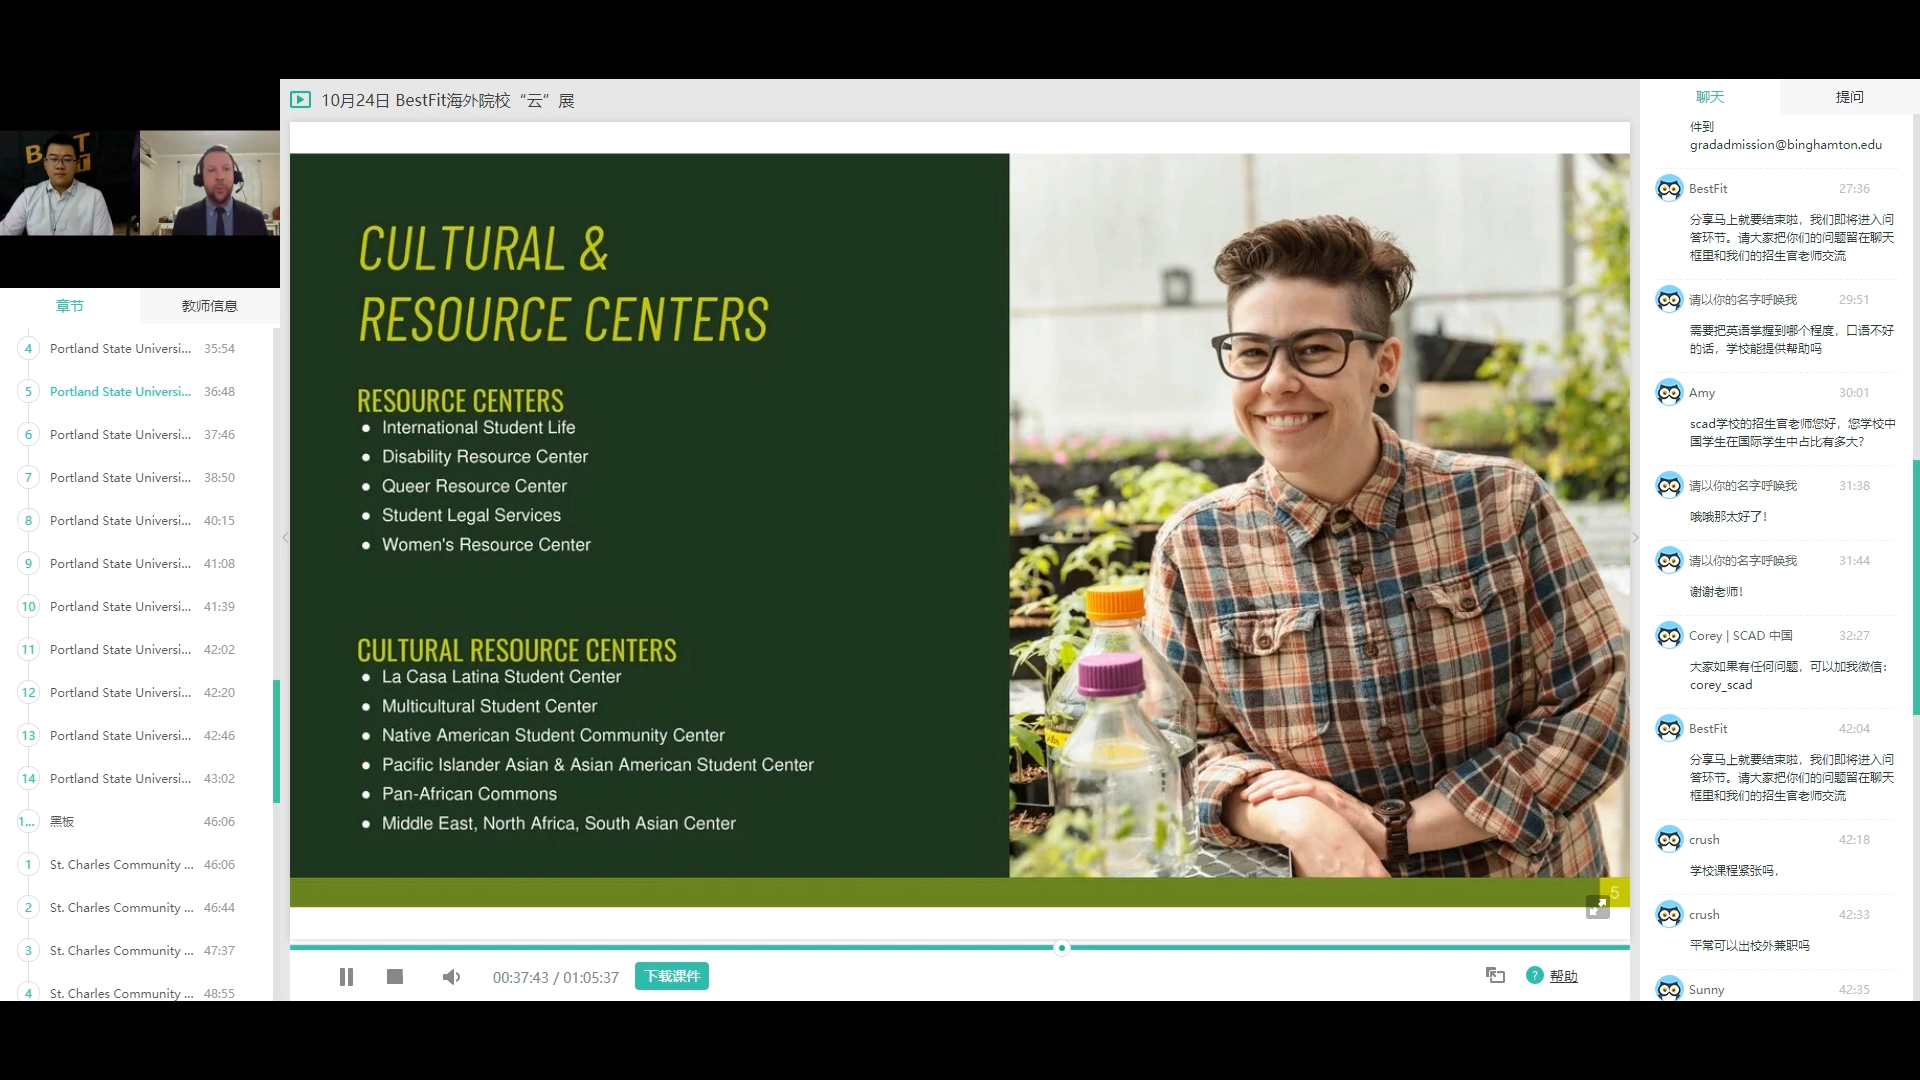 10月24日 BestFit海外院校“云”展
章节
教师信息
4 Portland State Universi... 35:54
5 Portland State Universi... 36:48
6 Portland State Universi... 37:46
7 Portland State Universi... 38:50
8 Portland State Universi... 40:15
9 Portland State Universi... 41:08
10 Portland State Universi... 41:39
11 Portland State Universi... 42:02
12 Portland State Universi... 42:20
13 Portland State Universi... 42:46
14 Portland State Universi... 43:02
1... 黑板 46:06
1 St. Charles Community ... 46:06
2 St. Charles Community ... 46:44
3 St. Charles Community ... 47:37
4 St. Charles Community ... 48:55
CULTURAL &
RESOURCE CENTERS
RESOURCE CENTERS
● International Student Life
● Disability Resource Center
● Queer Resource Center
● Student Legal Services
● Women's Resource Center
CULTURAL RESOURCE CENTERS
● La Casa Latina Student Center
● Multicultural Student Center
● Native American Student Community Center
● Pacific Islander Asian & Asian American Student Center
● Pan-African Commons
● Middle East, North Africa, South Asian Center
5
00:37:43 / 01:05:37
下载课件
? 帮助
聊天
提问
件到
gradadmission@binghamton.edu
BestFit 27:36
分享马上就要结束啦，我们即将进入问
答环节。请大家把你们的问题留在聊天
框里和我们的招生官老师交流
请以你的名字呼唤我 29:51
需要把英语掌握到哪个程度，口语不好
的话，学校能提供帮助吗
Amy 30:01
scad学校的招生官老师您好，您学校中
国学生在国际学生中占比有多大？
请以你的名字呼唤我 31:38
哦哦那太好了！
请以你的名字呼唤我 31:44
谢谢老师！
Corey | SCAD 中国 32:27
大家如果有任何问题，可以加我微信：
corey_scad
BestFit 42:04
分享马上就要结束啦，我们即将进入问
答环节。请大家把你们的问题留在聊天
框里和我们的招生官老师交流
crush 42:18
学校课程紧张吗，
crush 42:33
平常可以出校外兼职吗
Sunny 42:35